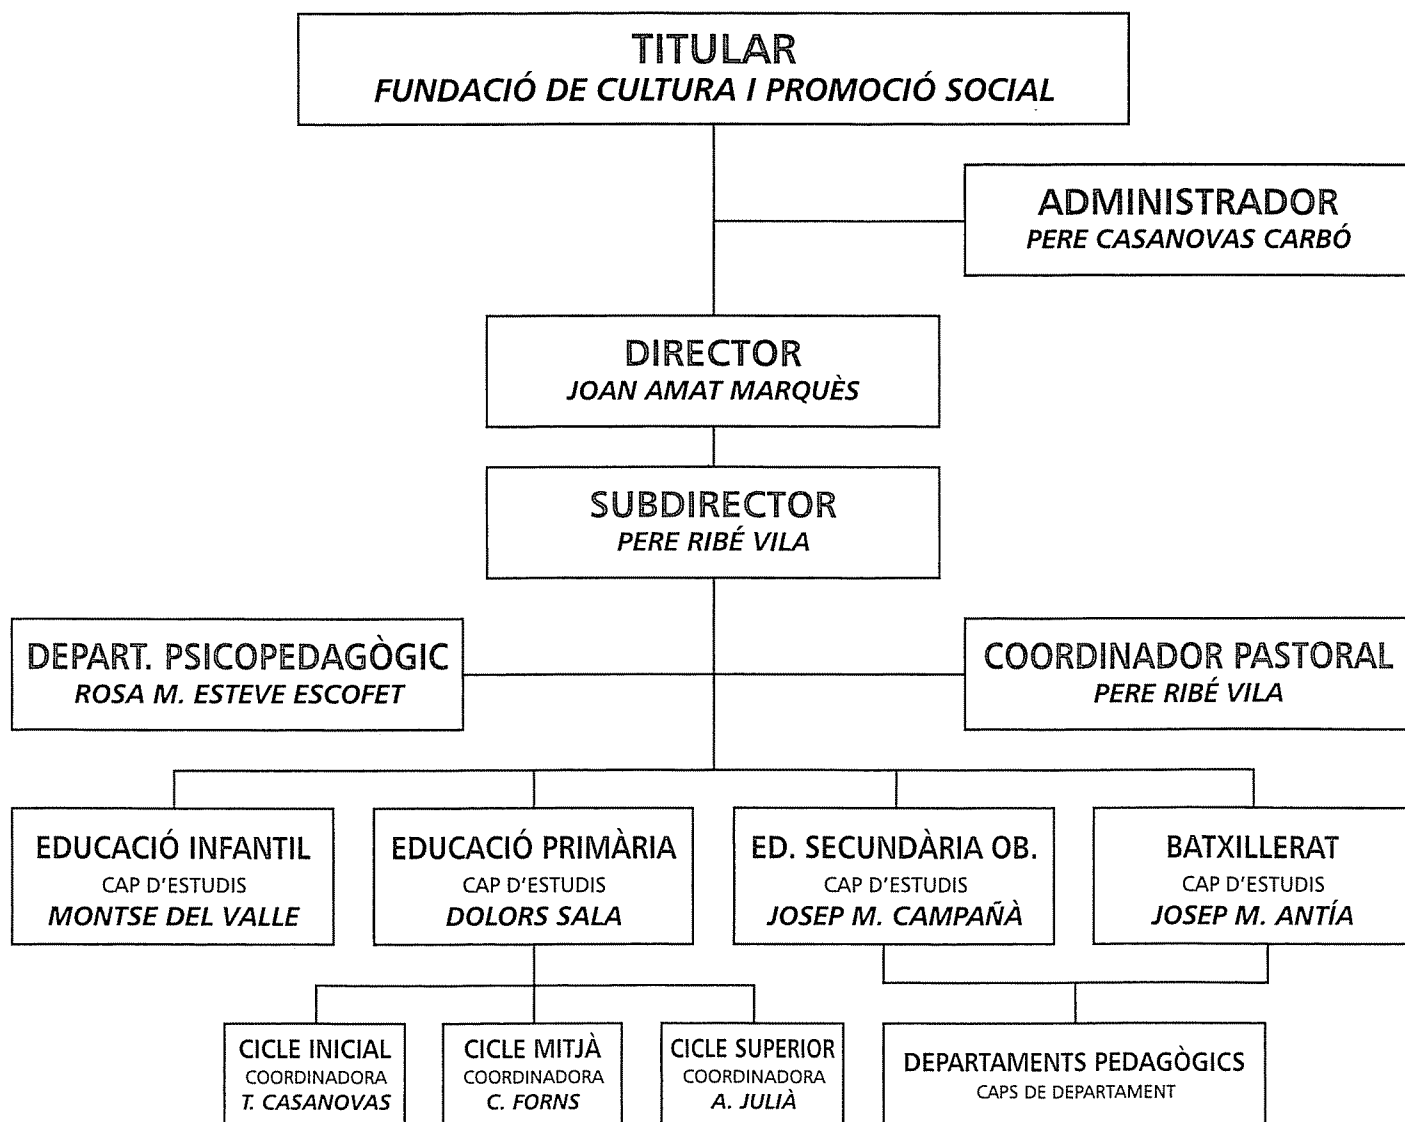 TITULAR
FUNDACIÓ DE CULTURA I PROMOCIÓ SOCIAL
ADMINISTRADOR
PERE CASANOVAS CARBÓ
DIRECTOR
JOAN AMAT MARQUÈS
SUBDIRECTOR
PERE RIBÉ VILA
DEPART. PSICOPEDAGÒGIC
ROSA M. ESTEVE ESCOFET
COORDINADOR PASTORAL
PERE RIBÉ VILA
EDUCACIÓ INFANTIL
CAP D'ESTUDIS
MONTSE DEL VALLE
EDUCACIÓ PRIMÀRIA
CAP D'ESTUDIS
DOLORS SALA
ED. SECUNDÀRIA OB.
CAP D'ESTUDIS
JOSEP M. CAMPAÑÀ
BATXILLERAT
CAP D'ESTUDIS
JOSEP M. ANTÍA
CICLE INICIAL
COORDINADORA
T. CASANOVAS
CICLE MITJÀ
COORDINADORA
C. FORNS
CICLE SUPERIOR
COORDINADORA
A. JULIÀ
DEPARTAMENTS PEDAGÒGICS
CAPS DE DEPARTAMENT